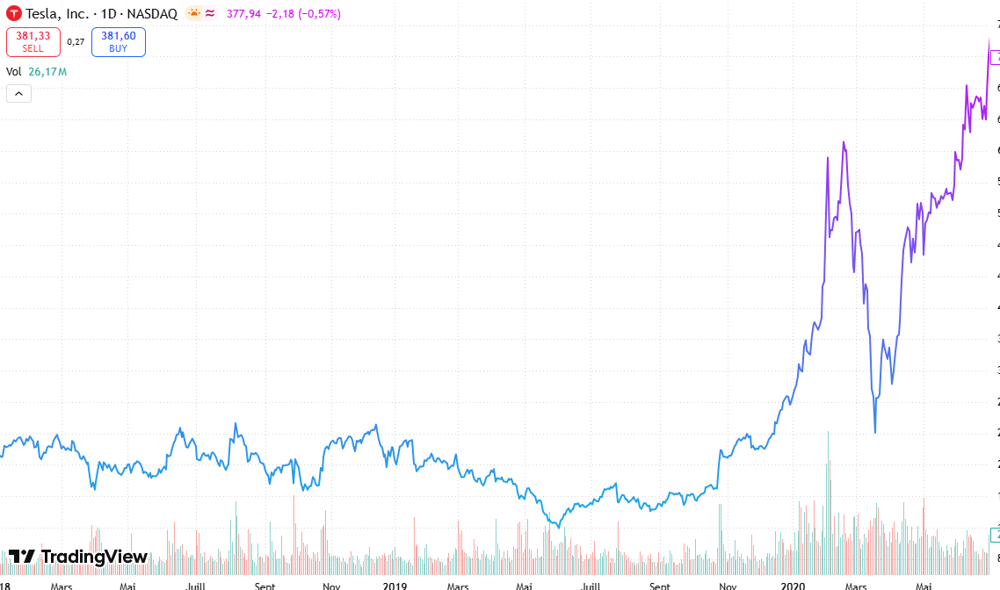 Tesla, Inc. · 1D · NASDAQ ≈ 377,94 −2,18 (−0,57%)
381,33 0,27 381,60
SELL BUY
Vol 26,17 M
TradingView
18 Mars Mai Juill Sept Nov 2019 Mars Mai Juill Sept Nov 2020 Mars Mai